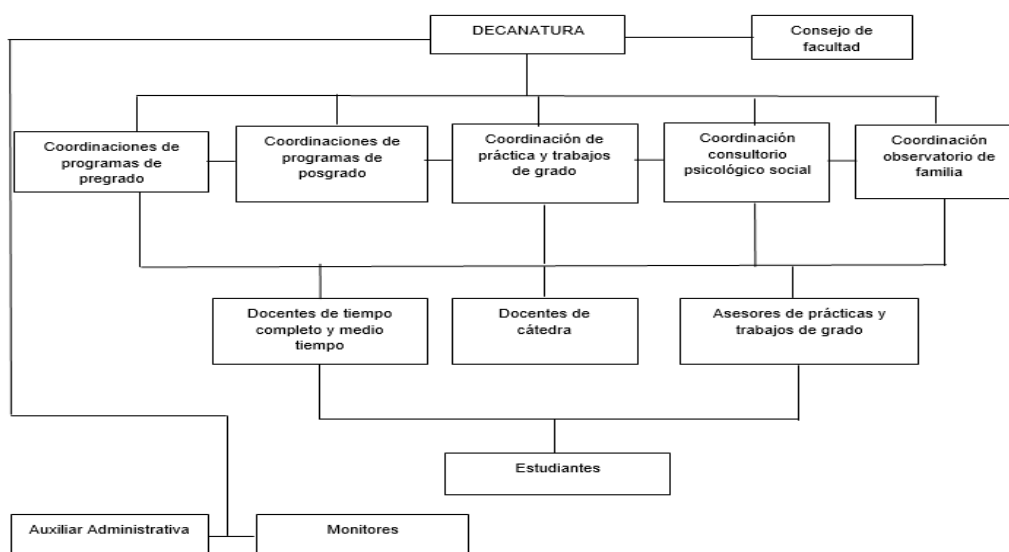 DECANATURA
Consejo de
facultad
Coordinaciones de
programas de
pregrado
Coordinaciones de
programas de
posgrado
Coordinación de
práctica y trabajos
de grado
Coordinación
consultorio
psicológico social
Coordinación
observatorio de
familia
Docentes de tiempo
completo y medio
tiempo
Docentes de
cátedra
Asesores de prácticas y
trabajos de grado
Estudiantes
Auxiliar Administrativa
Monitores